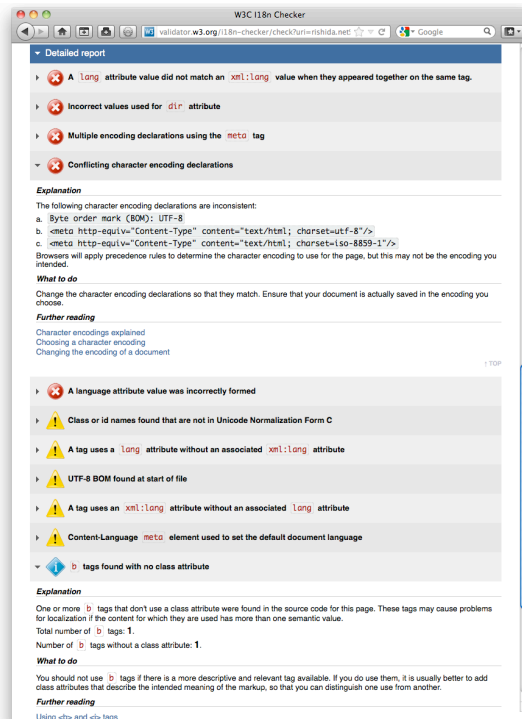 W3C I18n Checker
validator.w3.org/i18n-checker/check?uri=rishida.net
Google
Detailed report
A lang attribute value did not match an xml:lang value when they appeared together on the same tag.
Incorrect values used for dir attribute
Multiple encoding declarations using the meta tag
Conflicting character encoding declarations
Explanation
The following character encoding declarations are inconsistent:
a. Byte order mark (BOM): UTF-8
b. <meta http-equiv="Content-Type" content="text/html; charset=utf-8"/>
c. <meta http-equiv="Content-Type" content="text/html; charset=iso-8859-1"/>
Browsers will apply precedence rules to determine the character encoding to use for the page, but this may not be the encoding you
intended.
What to do
Change the character encoding declarations so that they match. Ensure that your document is actually saved in the encoding you
choose.
Further reading
Character encodings explained
Choosing a character encoding
Changing the encoding of a document
↑ TOP
A language attribute value was incorrectly formed
Class or id names found that are not in Unicode Normalization Form C
A tag uses a lang attribute without an associated xml:lang attribute
UTF-8 BOM found at start of file
A tag uses an xml:lang attribute without an associated lang attribute
Content-Language meta element used to set the default document language
b tags found with no class attribute
Explanation
One or more b tags that don't use a class attribute were found in the source code for this page. These tags may cause problems
for localization if the content for which they are used has more than one semantic value.
Total number of b tags: 1.
Number of b tags without a class attribute: 1.
What to do
You should not use b tags if there is a more descriptive and relevant tag available. If you do use them, it is usually better to add
class attributes that describe the intended meaning of the markup, so that you can distinguish one use from another.
Further reading
Using <b> and <i> tags